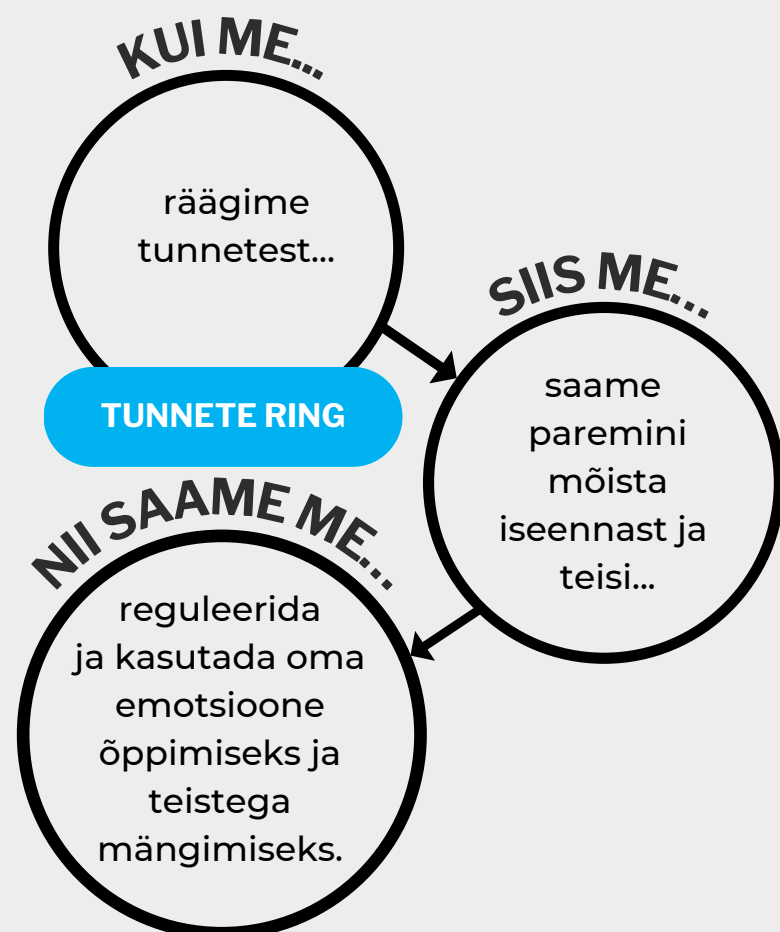 KUI ME...
räägime
tunnetest...
SIIS ME...
saame
paremini
mõista
iseennast ja
teisi...
TUNNETE RING
NII SAAME ME...
reguleerida
ja kasutada oma
emotsioone
õppimiseks ja
teistega
mängimiseks.